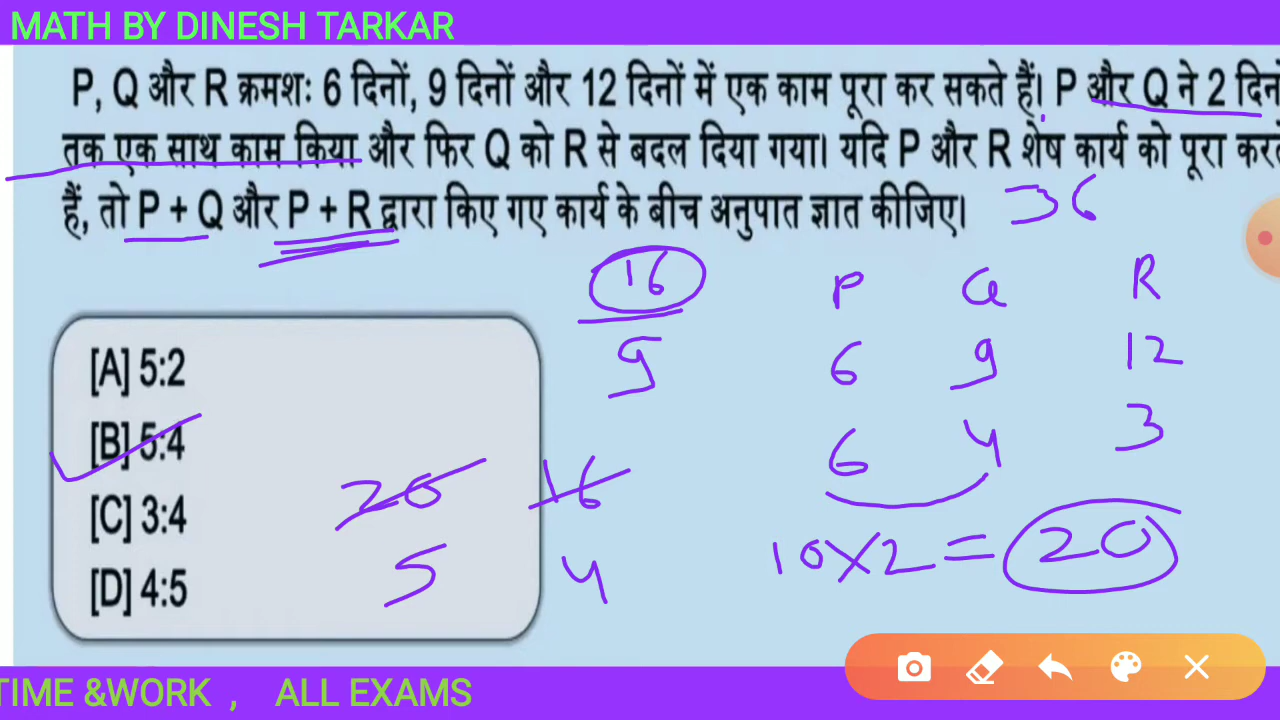 MATH BY DINESH TARKAR
P, Q और R क्रमशः 6 दिनों, 9 दिनों और 12 दिनों में एक काम पूरा कर सकते हैं। P और Q ने 2 दिनों
तक एक साथ काम किया और फिर Q को R से बदल दिया गया। यदि P और R शेष कार्य को पूरा करते
हैं, तो P + Q और P + R द्वारा किए गए कार्य के बीच अनुपात ज्ञात कीजिए।
36
16
P Q R
9
6 9 12
6 4 3
[A] 5:2
[B] 5:4
[C] 3:4
[D] 4:5
20 16
5 4
10×2=20
TIME &WORK , ALL EXAMS